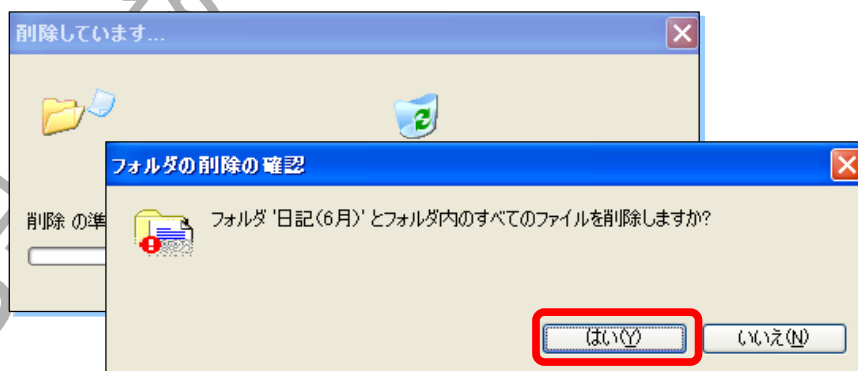 削除しています...
フォルダの削除の確認
削除 の準
フォルダ '日記(6月)' とフォルダ内のすべてのファイルを削除しますか?
はい(Y)
いいえ(N)